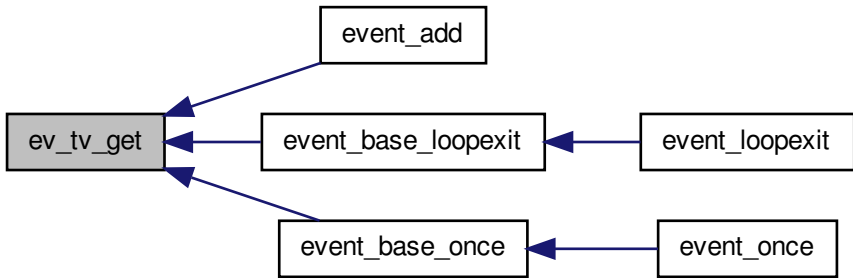 event_add
ev_tv_get
event_base_loopexit
event_loopexit
event_base_once
event_once